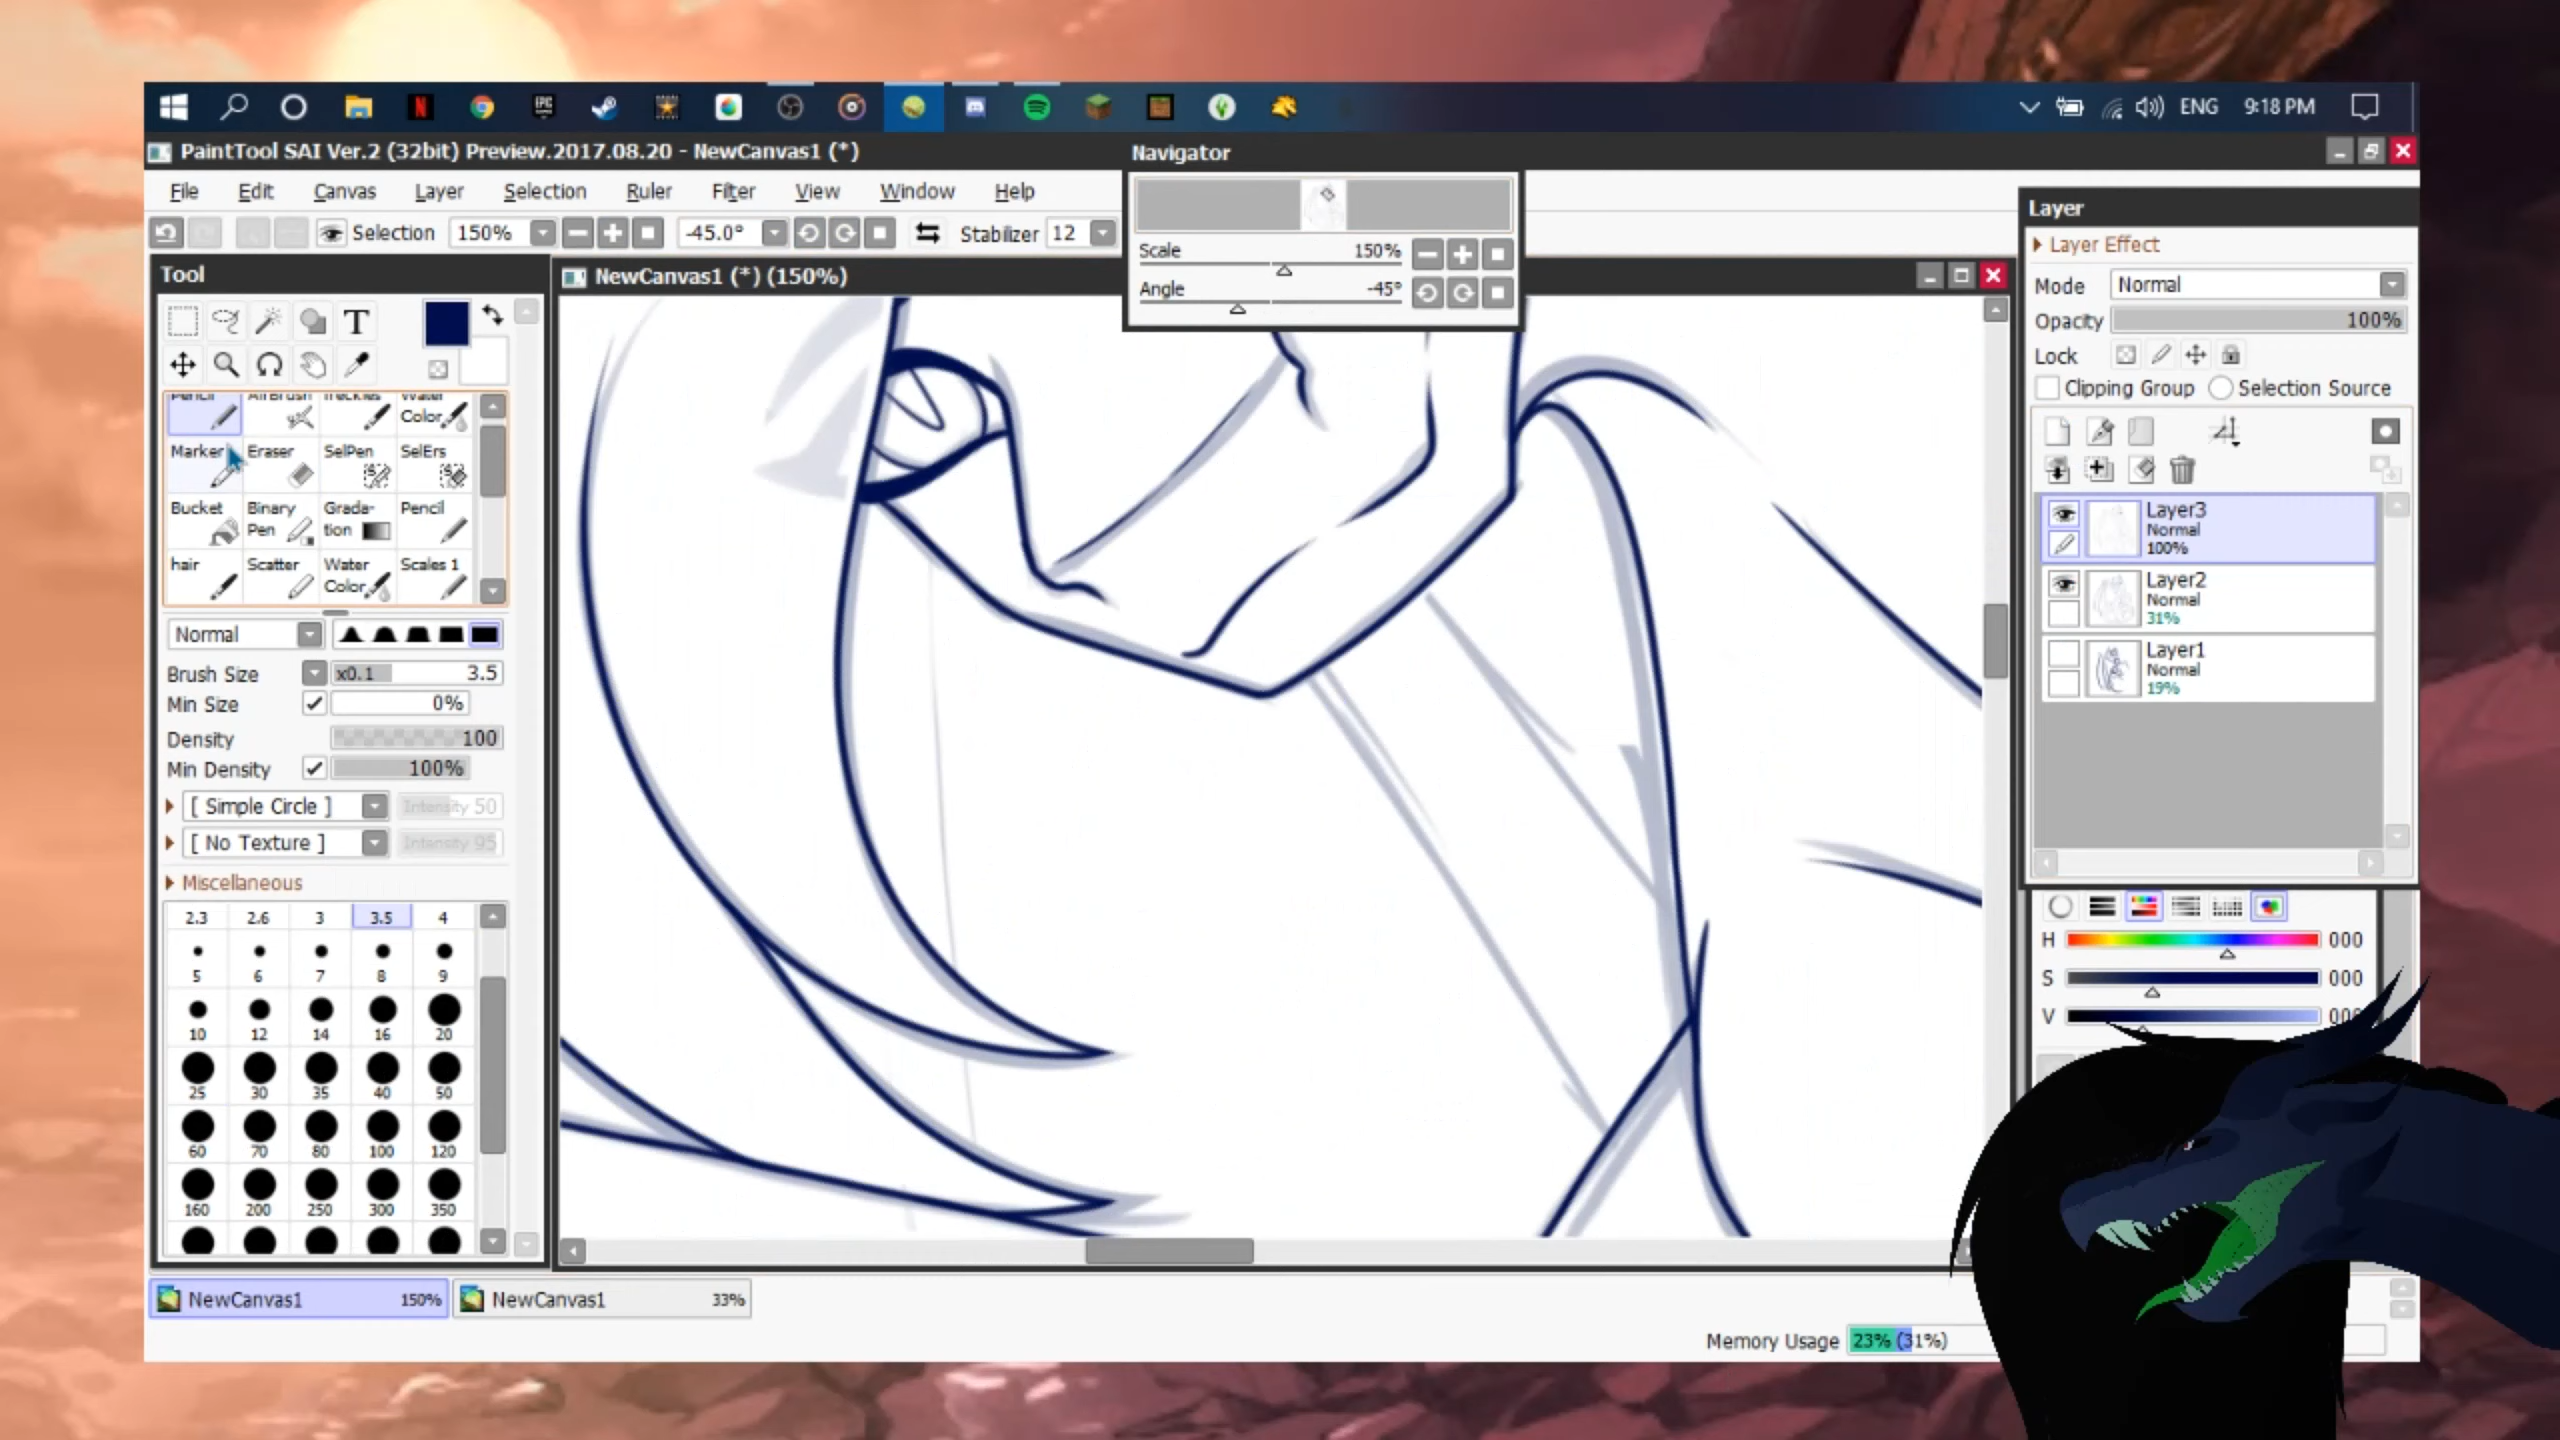 EPIC GAMES
ENG
9:18 PM
PaintTool SAI Ver.2 (32bit) Preview.2017.08.20 - NewCanvas1 (*)
Navigator
File Edit Canvas Layer Selection Ruler Filter View Window Help
Selection 150% -45.0° Stabilizer 12
Scale 150%
Angle -45°
Layer
Layer Effect
Mode Normal
Opacity 100%
Lock
Clipping Group Selection Source
Layer3
Normal
100%
Layer2
Normal
31%
Layer1
Normal
19%
H 000
S 000
V
Tool
NewCanvas1 (*) (150%)
T
Pencil AirBrush Water Color
Marker Eraser SelPen SelErs
Bucket Binary Pen Gradation Pencil
hair Scatter Water Color Scales 1
Normal
Brush Size x0.1 3.5
Min Size 0%
Density 100
Min Density 100%
[ Simple Circle ] Intensity 50
[ No Texture ] Intensity 95
Miscellaneous
2.3 2.6 3 3.5 4
5 6 7 8 9
10 12 14 16 20
25 30 35 40 50
60 70 80 100 120
160 200 250 300 350
NewCanvas1 150% NewCanvas1 33%
Memory Usage 23% (31%)